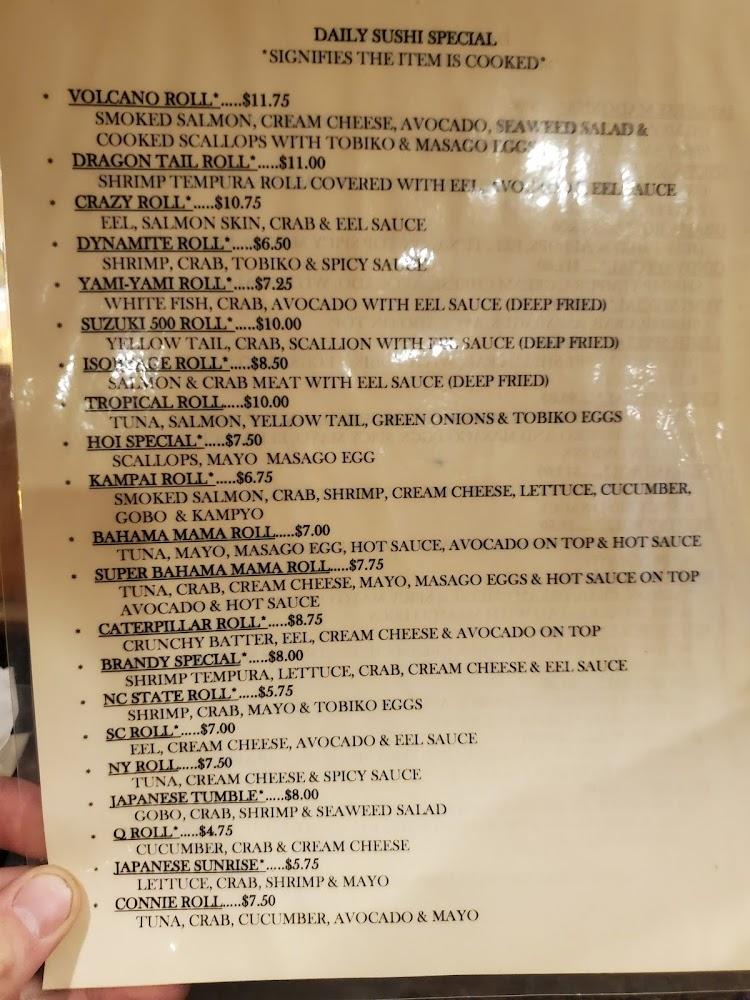 DAILY SUSHI SPECIAL
*SIGNIFIES THE ITEM IS COOKED*
• VOLCANO ROLL*.....$11.75
SMOKED SALMON, CREAM CHEESE, AVOCADO, SEAWEED SALAD &
COOKED SCALLOPS WITH TOBIKO & MASAGO EGGS
• DRAGON TAIL ROLL*.....$11.00
SHRIMP TEMPURA ROLL COVERED WITH EEL, EEL SAUCE
• CRAZY ROLL*.....$10.75
EEL, SALMON SKIN, CRAB & EEL SAUCE
• DYNAMITE ROLL*.....$6.50
SHRIMP, CRAB, TOBIKO & SPICY SAUCE
• YAMI-YAMI ROLL*.....$7.25
WHITE FISH, CRAB, AVOCADO WITH EEL SAUCE (DEEP FRIED)
• SUZUKI 500 ROLL*.....$10.00
YELLOW TAIL, CRAB, SCALLION WITH EEL SAUCE (DEEP FRIED)
• ROLL*.....$8.50
SALMON & CRAB MEAT WITH EEL SAUCE (DEEP FRIED)
• TROPICAL ROLL.....$10.00
TUNA, SALMON, YELLOW TAIL, GREEN ONIONS & TOBIKO EGGS
• HOI SPECIAL*.....$7.50
SCALLOPS, MAYO MASAGO EGG
• KAMPAI ROLL*.....$6.75
SMOKED SALMON, CRAB, SHRIMP, CREAM CHEESE, LETTUCE, CUCUMBER,
GOBO & KAMPYO
• BAHAMA MAMA ROLL.....$7.00
TUNA, MAYO, MASAGO EGG, HOT SAUCE, AVOCADO ON TOP & HOT SAUCE
• SUPER BAHAMA MAMA ROLL.....$7.75
TUNA, CRAB, CREAM CHEESE, MAYO, MASAGO EGGS & HOT SAUCE ON TOP
AVOCADO & HOT SAUCE
• CATERPILLAR ROLL*.....$8.75
CRUNCHY BATTER, EEL, CREAM CHEESE & AVOCADO ON TOP
• BRANDY SPECIAL*.....$8.00
SHRIMP TEMPURA, LETTUCE, CRAB, CREAM CHEESE & EEL SAUCE
• NC STATE ROLL*.....$5.75
SHRIMP, CRAB, MAYO & TOBIKO EGGS
• SC ROLL*.....$7.00
EEL, CREAM CHEESE, AVOCADO & EEL SAUCE
• NY ROLL.....$7.50
TUNA, CREAM CHEESE & SPICY SAUCE
• JAPANESE TUMBLE*.....$8.00
GOBO, CRAB, SHRIMP & SEAWEED SALAD
• Q ROLL*.....$4.75
CUCUMBER, CRAB & CREAM CHEESE
• JAPANESE SUNRISE*.....$5.75
LETTUCE, CRAB, SHRIMP & MAYO
• CONNIE ROLL.....$7.50
TUNA, CRAB, CUCUMBER, AVOCADO & MAYO